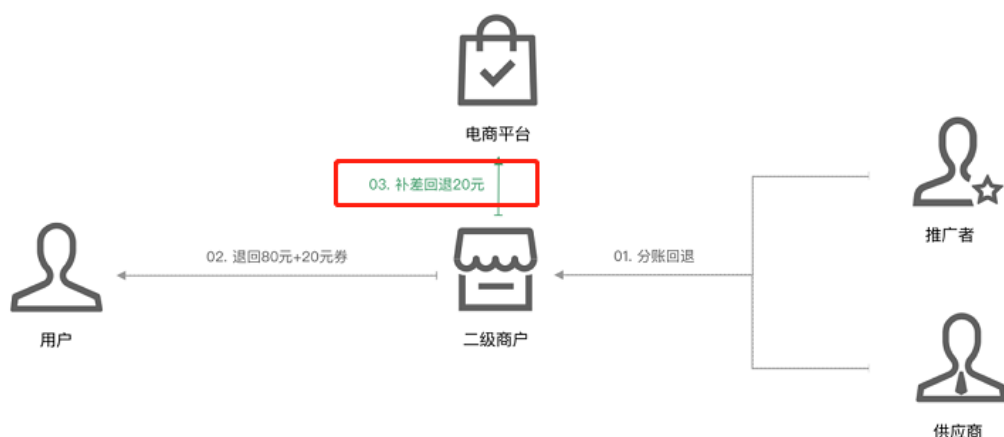 电商平台
03. 补差回退20元
推广者
02. 退回80元+20元券
01. 分账回退
用户
二级商户
供应商